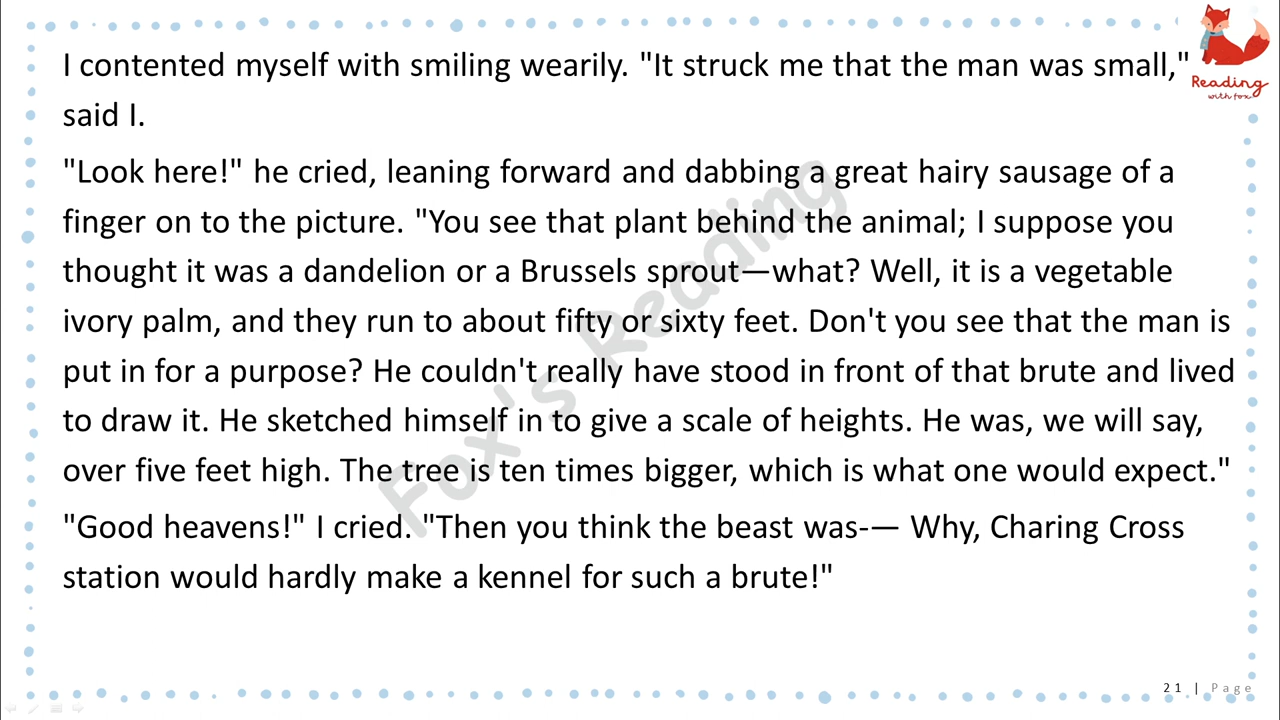 I contented myself with smiling wearily. "It struck me that the man was small,"
said I.
"Look here!" he cried, leaning forward and dabbing a great hairy sausage of a
finger on to the picture. "You see that plant behind the animal; I suppose you
thought it was a dandelion or a Brussels sprout—what? Well, it is a vegetable
ivory palm, and they run to about fifty or sixty feet. Don't you see that the man is
put in for a purpose? He couldn't really have stood in front of that brute and lived
to draw it. He sketched himself in to give a scale of heights. He was, we will say,
over five feet high. The tree is ten times bigger, which is what one would expect."
"Good heavens!" I cried. "Then you think the beast was-— Why, Charing Cross
station would hardly make a kennel for such a brute!"
Reading
with fox
Fox's Reading
21 | Page